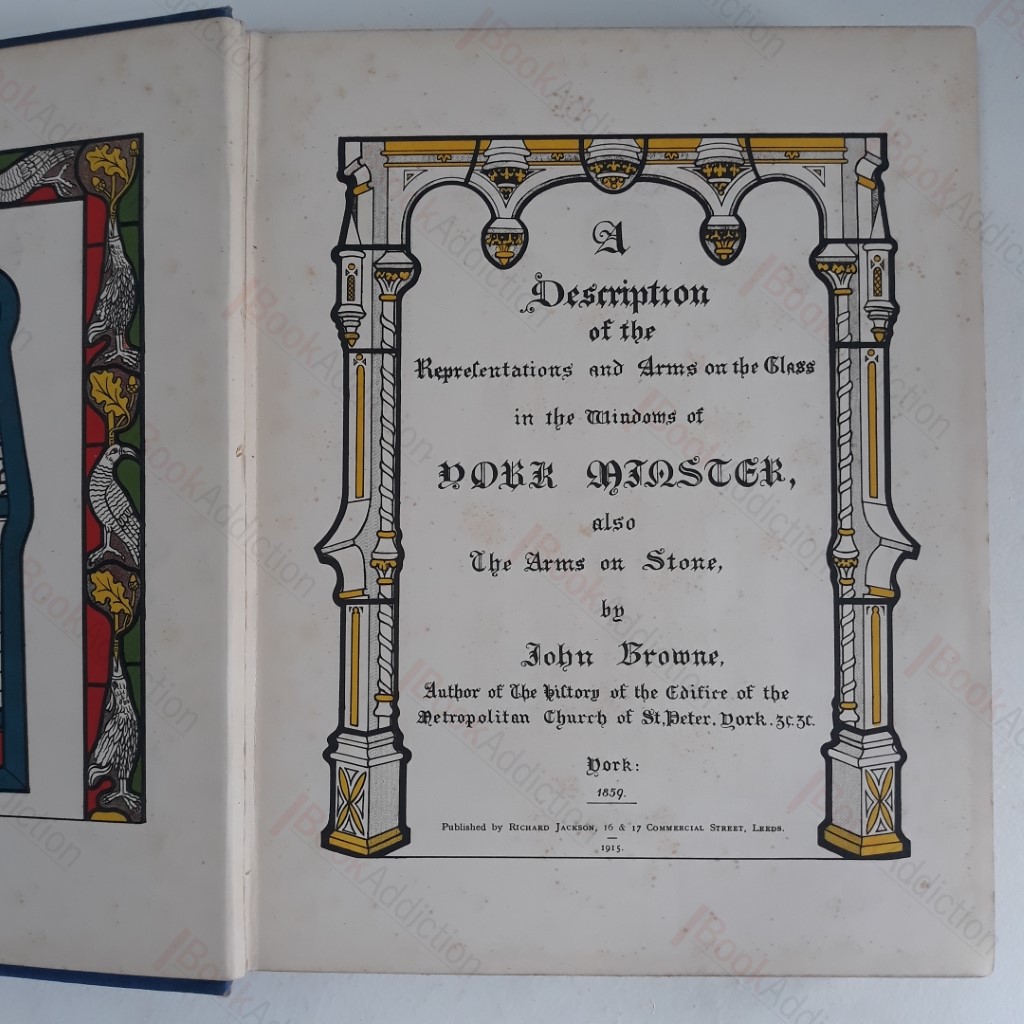 A
Description
of the
Repreſentations and Arms on the Glass
in the Windows of
YORK MINSTER,
also
The Arms on Stone,
by
John Browne,
Author of The Hiſtory of the Edifice of the
Metropolitan Church of St, Peter, York. &c. &c.
York:
1859.
Published by Richard Jackson, 16 & 17 Commercial Street, Leeds.
1915.
BookAddiction